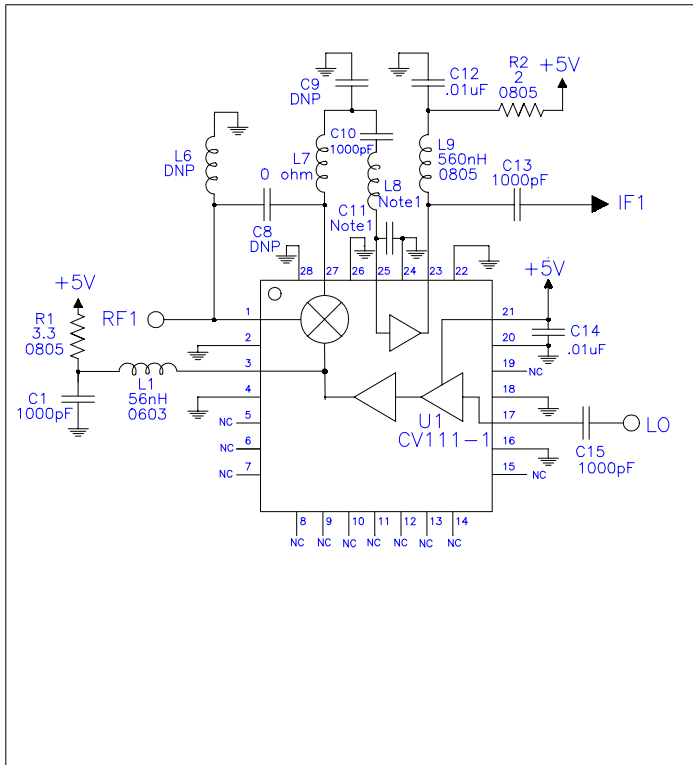 C9
DNP
C12
.01uF
R2
2
0805
+5V
C10
1000pF
L6
DNP
0
L7
ohm
L9
560nH
0805
C13
1000pF
L8
Note1
C11
Note1
C8
DNP
IF1
28
27
26
25
24
23
22
+5V
R1
3.3
0805
RF1
1
2
3
4
5
6
7
NC
NC
NC
L1
56nH
0603
C1
1000pF
+5V
C14
.01uF
21
20
19
18
17
16
15
NC
NC
U1
CV111-1
LO
C15
1000pF
8
9
10
11
12
13
14
NC
NC
NC
NC
NC
NC
NC